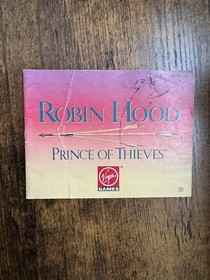 ROBIN HOOD
PRINCE OF THIEVES
Virgin
GAMES